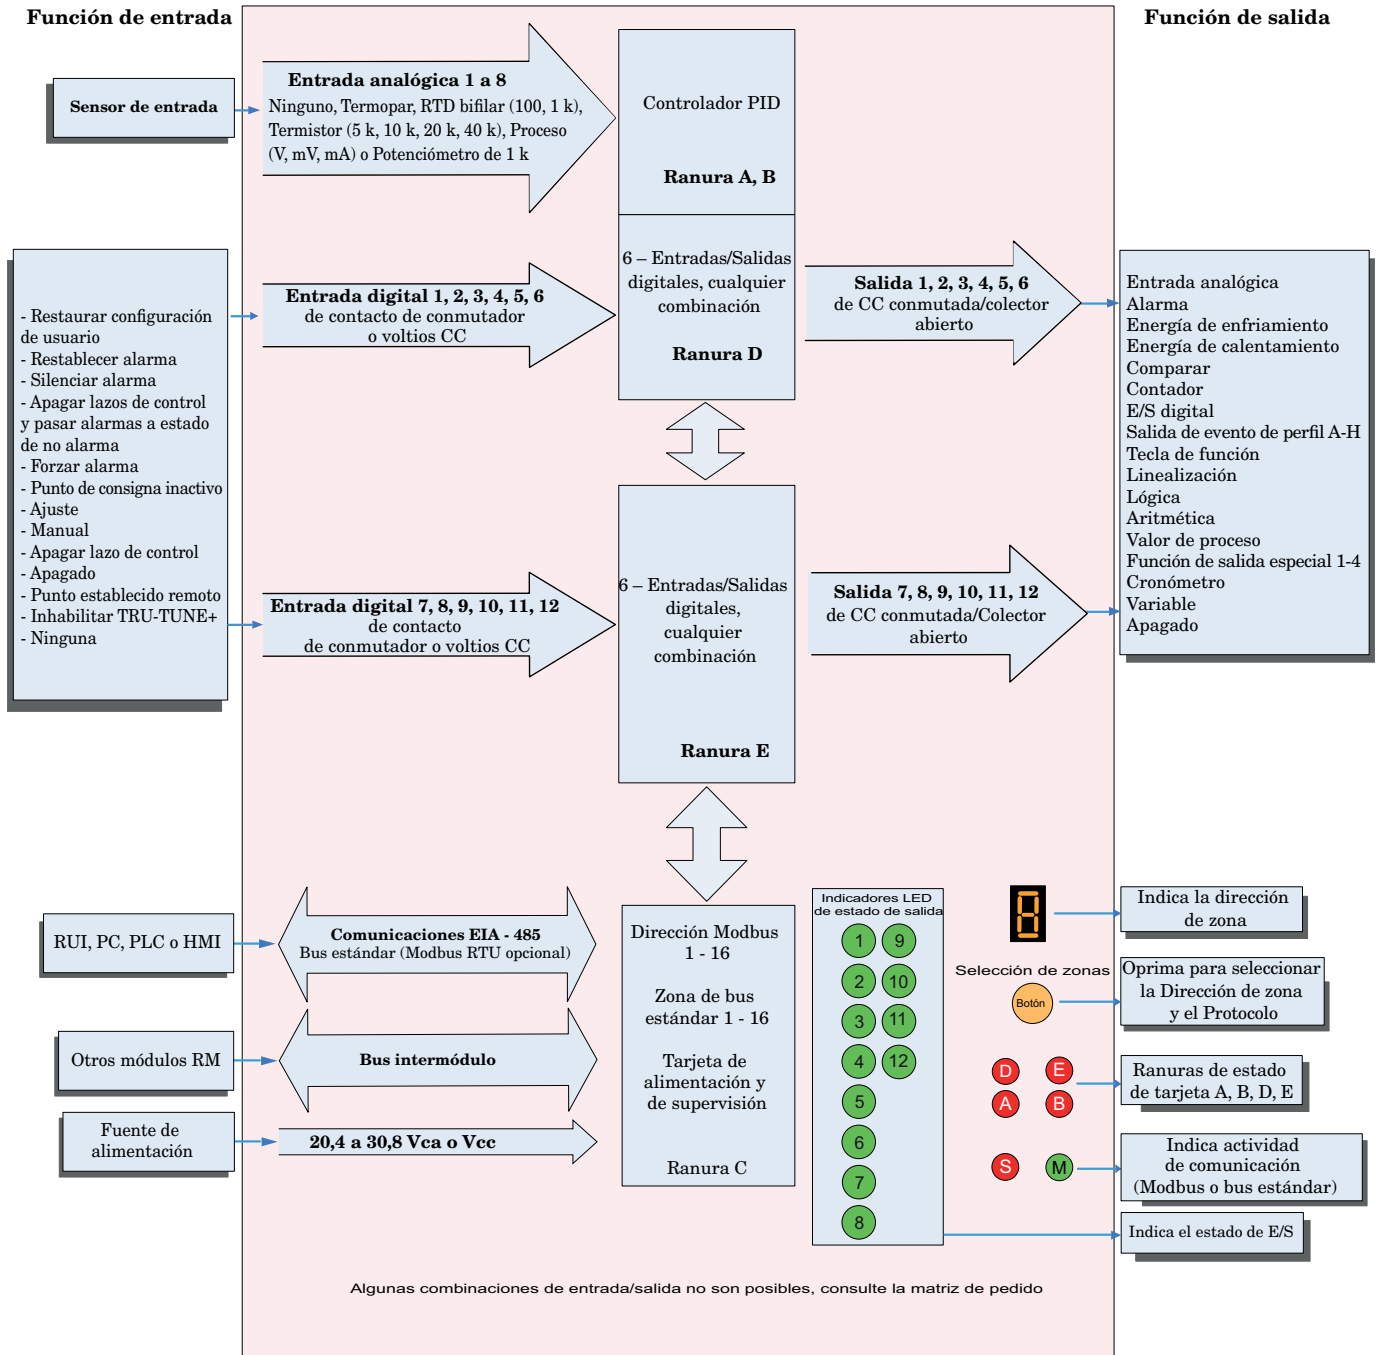 Función de entrada
Función de salida
Sensor de entrada
Entrada analógica 1 a 8
Ninguno, Termopar, RTD bifilar (100, 1 k),
Termistor (5 k, 10 k, 20 k, 40 k), Proceso
(V, mV, mA) o Potenciómetro de 1 k
Controlador PID
Ranura A, B
- Restaurar configuración
de usuario
- Restablecer alarma
- Silenciar alarma
- Apagar lazos de control
y pasar alarmas a estado
de no alarma
- Forzar alarma
- Punto de consigna inactivo
- Ajuste
- Manual
- Apagar lazo de control
- Apagado
- Punto establecido remoto
- Inhabilitar TRU-TUNE+
- Ninguna
Entrada digital 1, 2, 3, 4, 5, 6
de contacto de conmutador
o voltios CC
6 – Entradas/Salidas
digitales, cualquier
combinación
Ranura D
Salida 1, 2, 3, 4, 5, 6
de CC conmutada/colector
abierto
Entrada analógica
Alarma
Energía de enfriamiento
Energía de calentamiento
Comparar
Contador
E/S digital
Salida de evento de perfil A-H
Tecla de función
Linealización
Lógica
Aritmética
Valor de proceso
Función de salida especial 1-4
Cronómetro
Variable
Apagado
Entrada digital 7, 8, 9, 10, 11, 12
de contacto
de conmutador o voltios CC
6 – Entradas/Salidas
digitales,
cualquier
combinación
Ranura E
Salida 7, 8, 9, 10, 11, 12
de CC conmutada/Colector
abierto
RUI, PC, PLC o HMI
Comunicaciones EIA - 485
Bus estándar (Modbus RTU opcional)
Otros módulos RM
Bus intermódulo
Fuente de
alimentación
20,4 a 30,8 Vca o Vcc
Dirección Modbus
1 - 16
Zona de bus
estándar 1 - 16
Tarjeta de
alimentación y
de supervisión
Ranura C
Indicadores LED
de estado de salida
1 9
2 10
3 11
4 12
5
6
7
8
8
Indica la dirección
de zona
Selección de zonas
Botón
Oprima para seleccionar
la Dirección de zona
y el Protocolo
D E
A B
Ranuras de estado
de tarjeta A, B, D, E
S M
Indica actividad
de comunicación
(Modbus o bus estándar)
Indica el estado de E/S
Algunas combinaciones de entrada/salida no son posibles, consulte la matriz de pedido